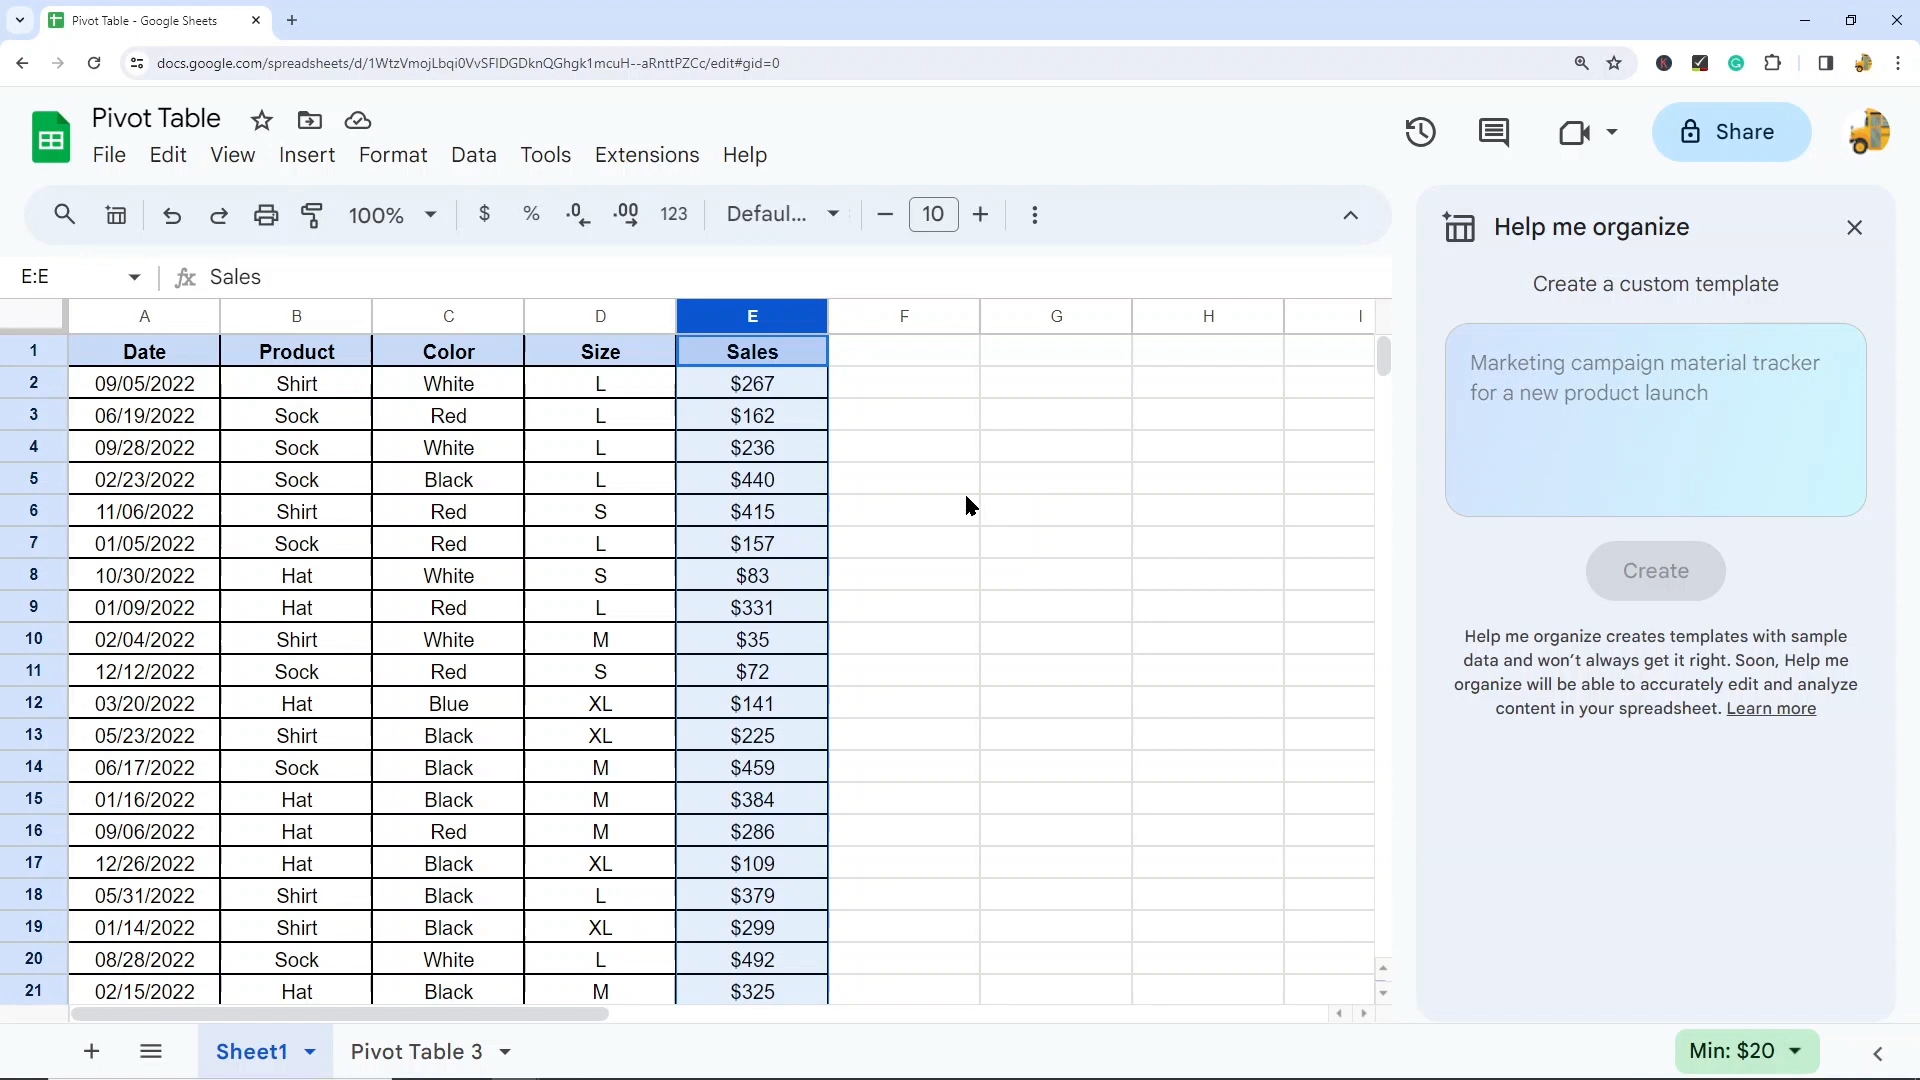 Pivot Table - Google Sheets
docs.google.com/spreadsheets/d/1WtzVmojLbqi0VvSFIDGDknQGhgk1mcuH--aRnttPZCc/edit#gid=0
Pivot Table
File Edit View Insert Format Data Tools Extensions Help
Share
100% $ % .0 .00 123 Defaul... 10
E:E fx Sales
A B C D E F G H I
1 Date Product Color Size Sales
2 09/05/2022 Shirt White L $267
3 06/19/2022 Sock Red L $162
4 09/28/2022 Sock White L $236
5 02/23/2022 Sock Black L $440
6 11/06/2022 Shirt Red S $415
7 01/05/2022 Sock Red L $157
8 10/30/2022 Hat White S $83
9 01/09/2022 Hat Red L $331
10 02/04/2022 Shirt White M $35
11 12/12/2022 Sock Red S $72
12 03/20/2022 Hat Blue XL $141
13 05/23/2022 Shirt Black XL $225
14 06/17/2022 Sock Black M $459
15 01/16/2022 Hat Black M $384
16 09/06/2022 Hat Red M $286
17 12/26/2022 Hat Black XL $109
18 05/31/2022 Shirt Black L $379
19 01/14/2022 Shirt Black XL $299
20 08/28/2022 Sock White L $492
21 02/15/2022 Hat Black M $325
Help me organize
Create a custom template
Marketing campaign material tracker
for a new product launch
Create
Help me organize creates templates with sample
data and won't always get it right. Soon, Help me
organize will be able to accurately edit and analyze
content in your spreadsheet. Learn more
Sheet1 Pivot Table 3
Min: $20